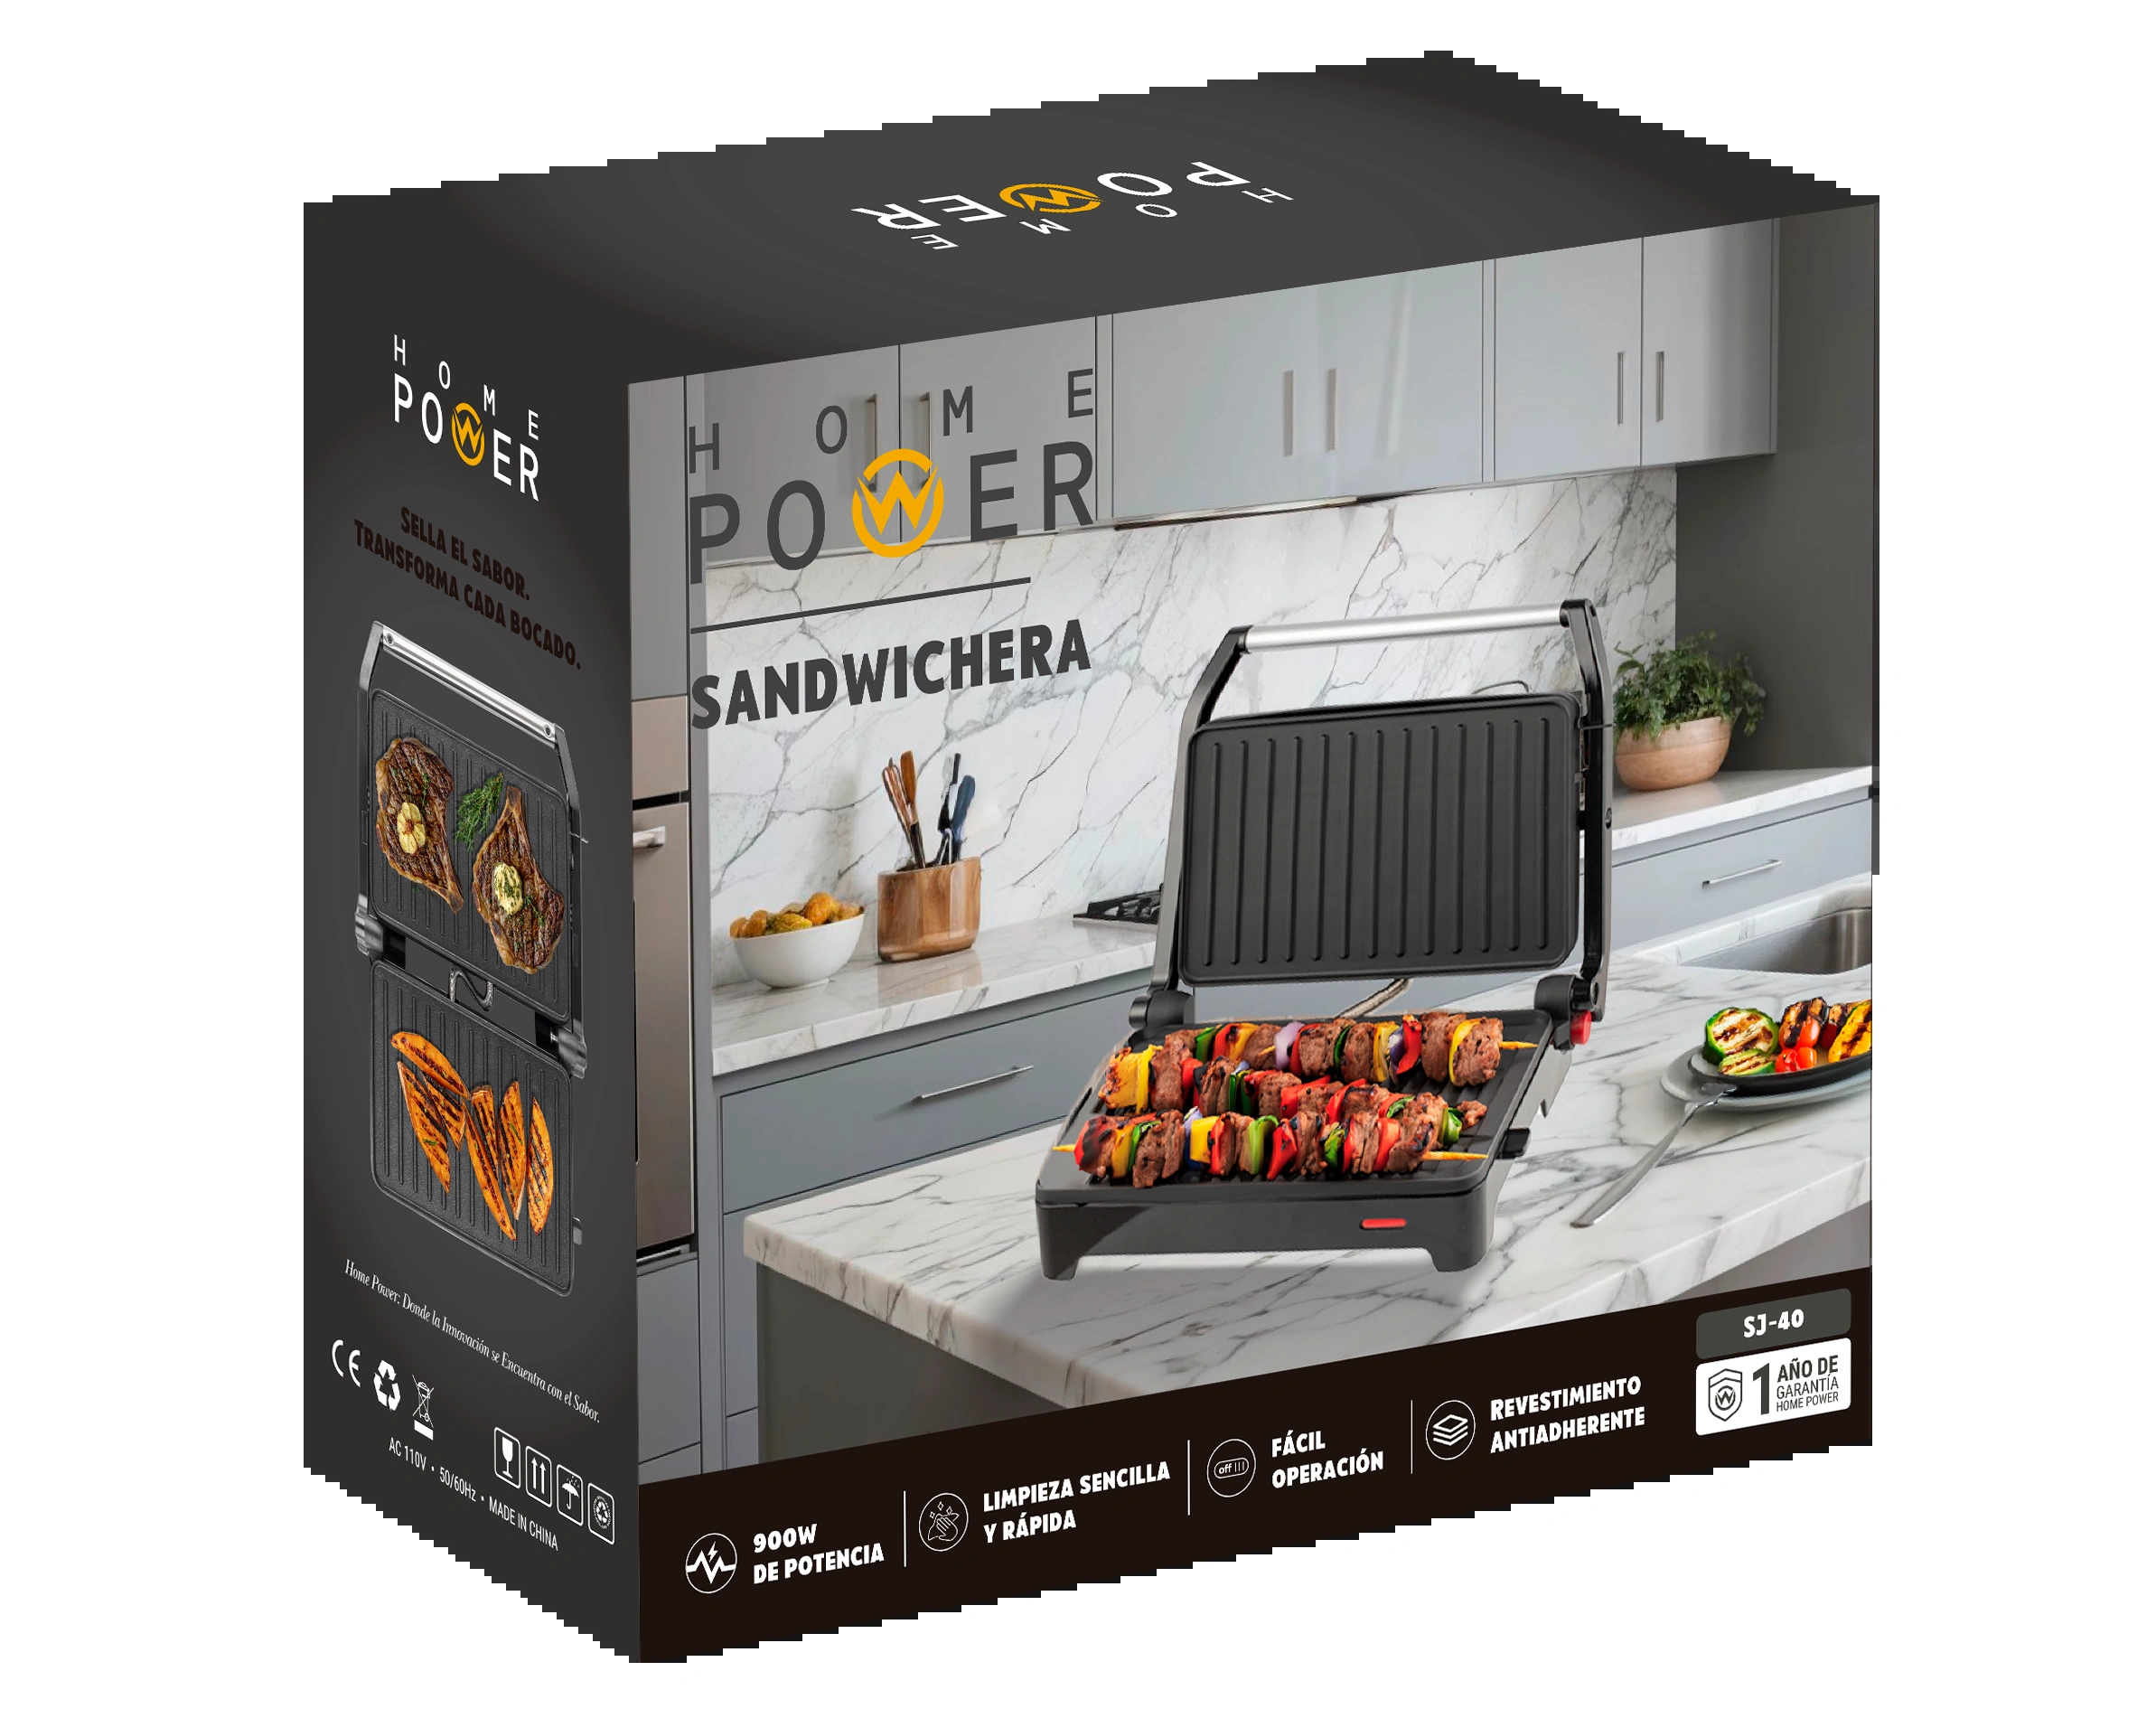 HOME
POWER
HOME
POWER
SELLA EL SABOR.
TRANSFORMA CADA BOCADO.
Home Power: Donde la Innovación se Encuentra con el Sabor.
CE
AC 110V • 50/60Hz • MADE IN CHINA
HOME
POWER
SANDWICHERA
900W
DE POTENCIA
LIMPIEZA SENCILLA
Y RÁPIDA
off
FÁCIL
OPERACIÓN
REVESTIMIENTO
ANTIADHERENTE
SJ-40
1 AÑO DE
GARANTÍA
HOME POWER